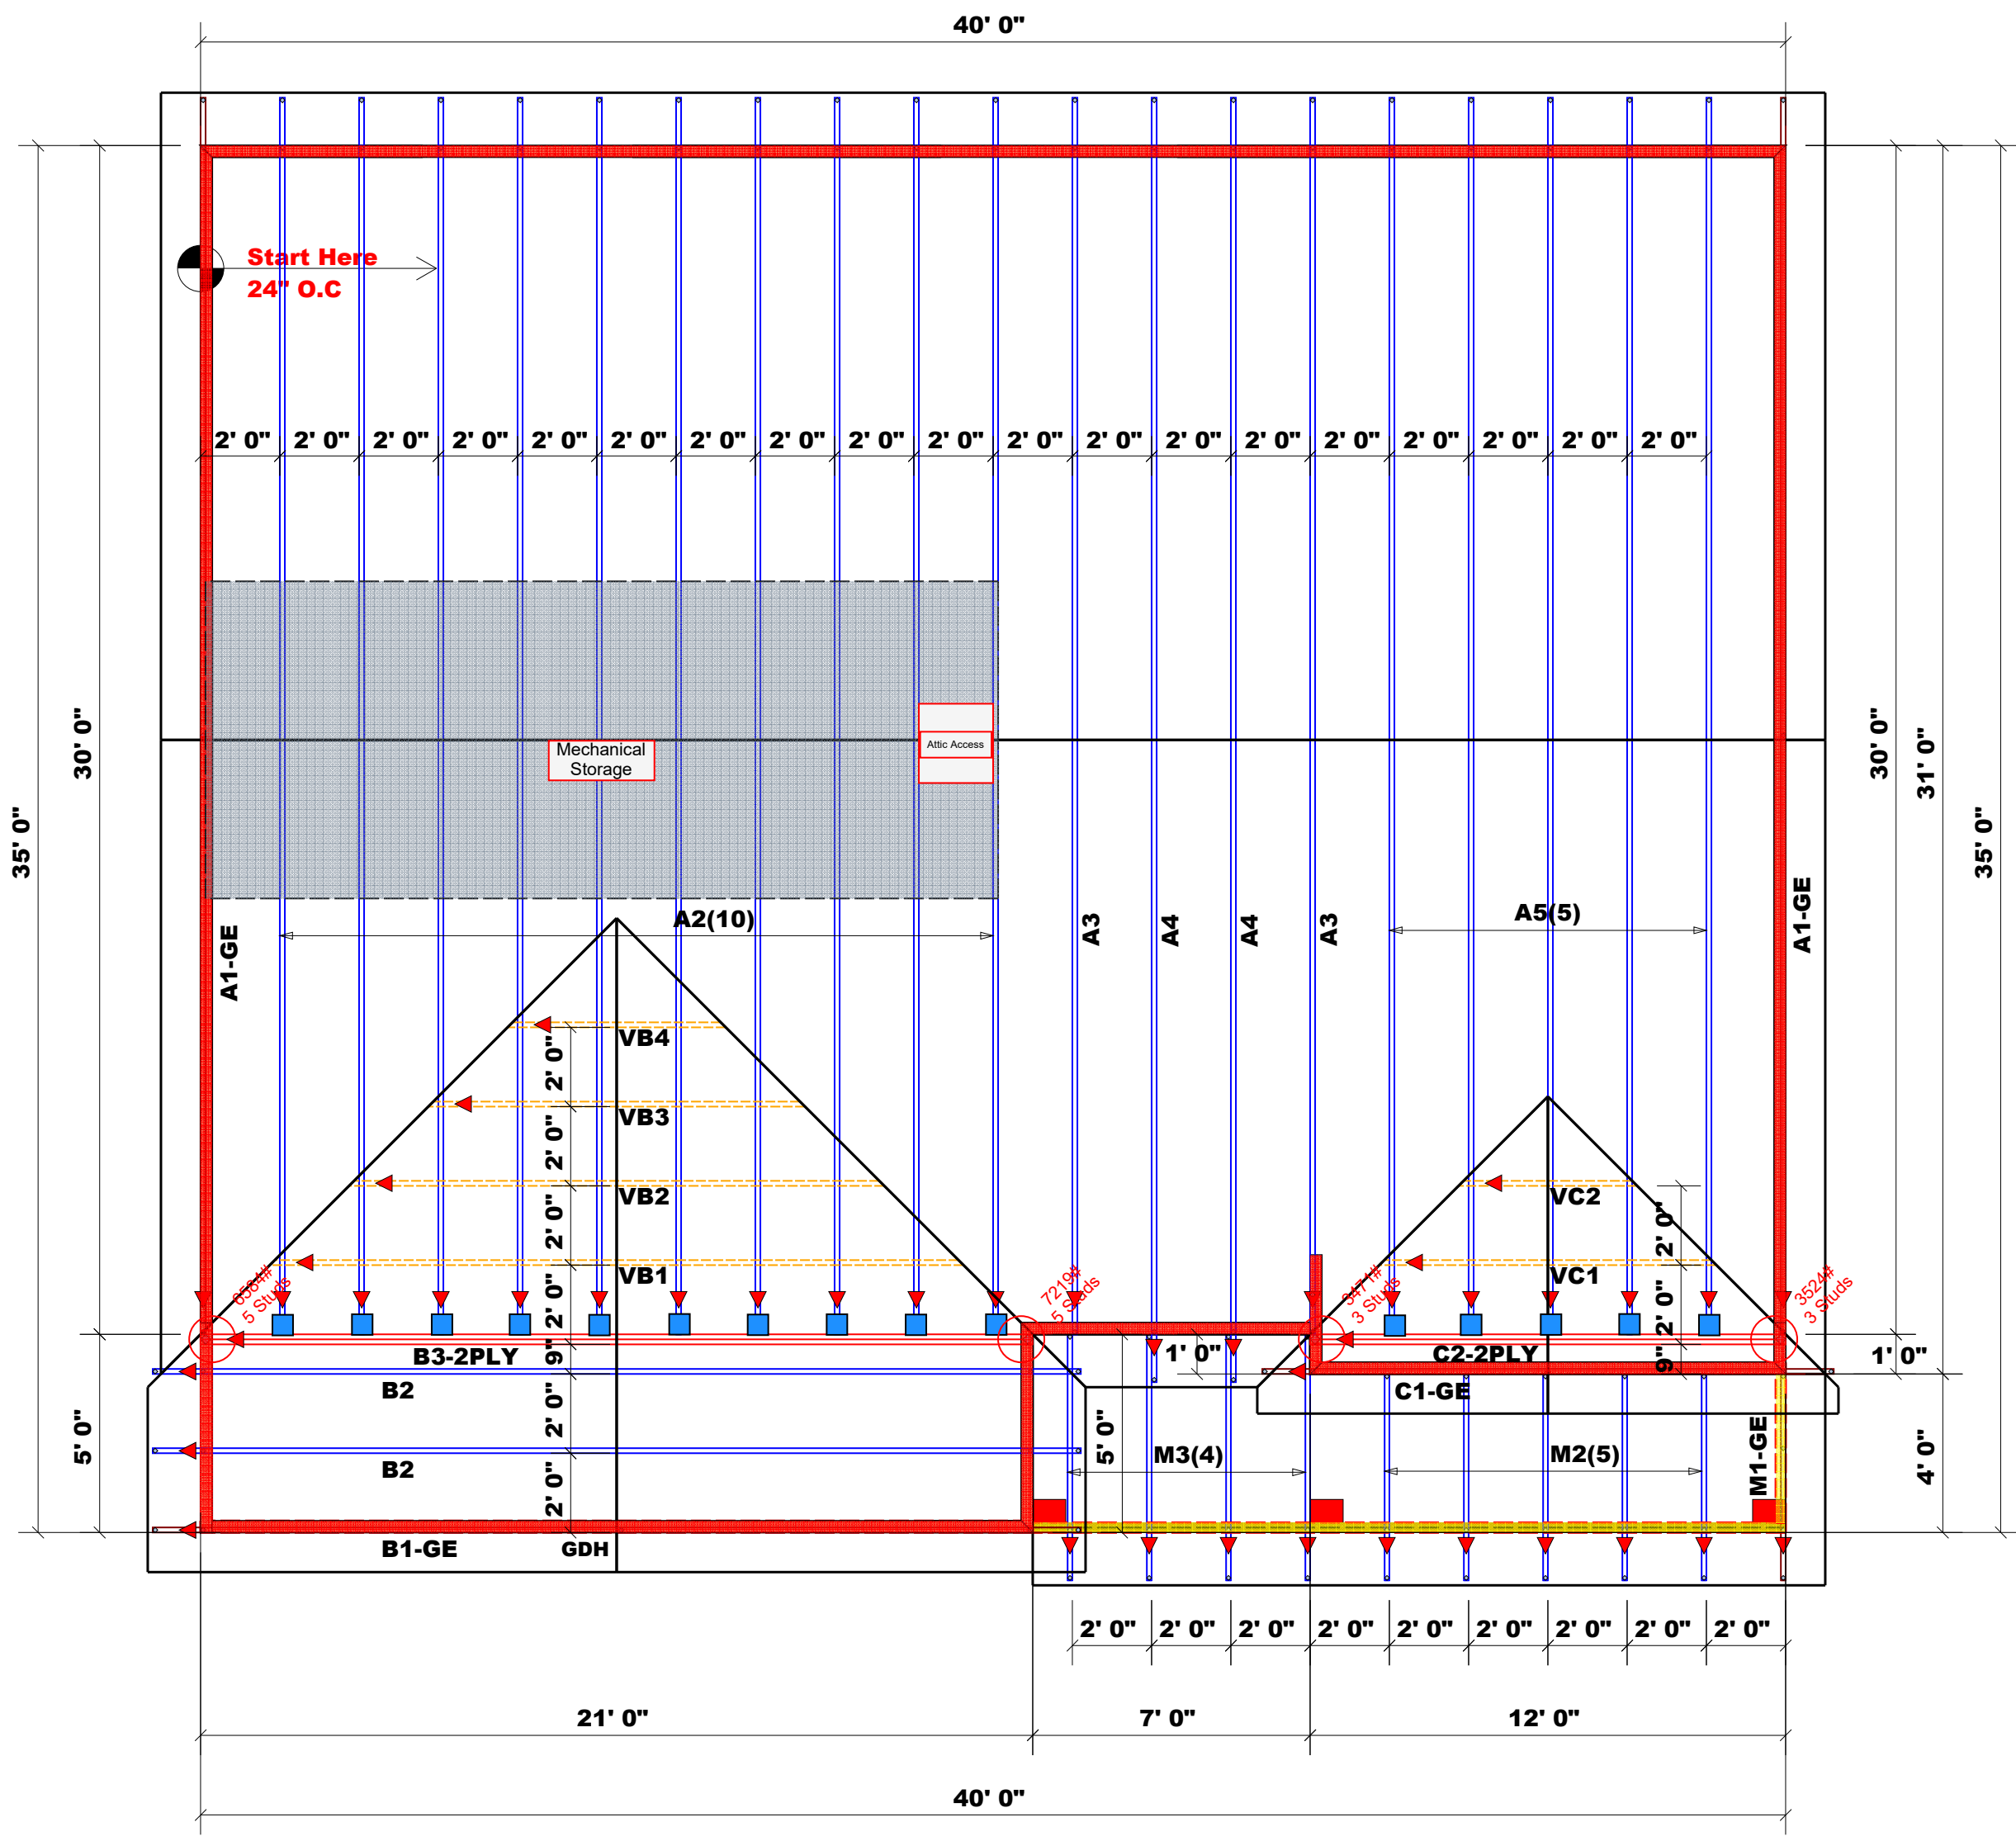 40' 0"
Start Here
24" O.C
2' 0" 2' 0" 2' 0" 2' 0" 2' 0" 2' 0" 2' 0" 2' 0" 2' 0" 2' 0" 2' 0" 2' 0" 2' 0" 2' 0" 2' 0" 2' 0" 2' 0" 2' 0" 2' 0"
35' 0"
30' 0"
5' 0"
Mechanical
Storage
Attic Access
30' 0"
31' 0"
35' 0"
1' 0"
4' 0"
A1-GE
A2(10)
A3
A4
A4
A3
A5(5)
A1-GE
VB4
2' 0"
VB3
2' 0"
VB2
2' 0"
VB1
2' 0"
9"
2' 0"
2' 0"
VC2
2' 0"
VC1
2' 0"
9"
6584#
5 Studs
7219#
5 Studs
3471#
3 Studs
3524#
3 Studs
B3-2PLY
B2
B2
B1-GE
GDH
1' 0"
5' 0"
C2-2PLY
C1-GE
M3(4)
M2(5)
M1-GE
2' 0" 2' 0" 2' 0" 2' 0" 2' 0" 2' 0" 2' 0" 2' 0" 2' 0"
21' 0" 7' 0" 12' 0"
40' 0"